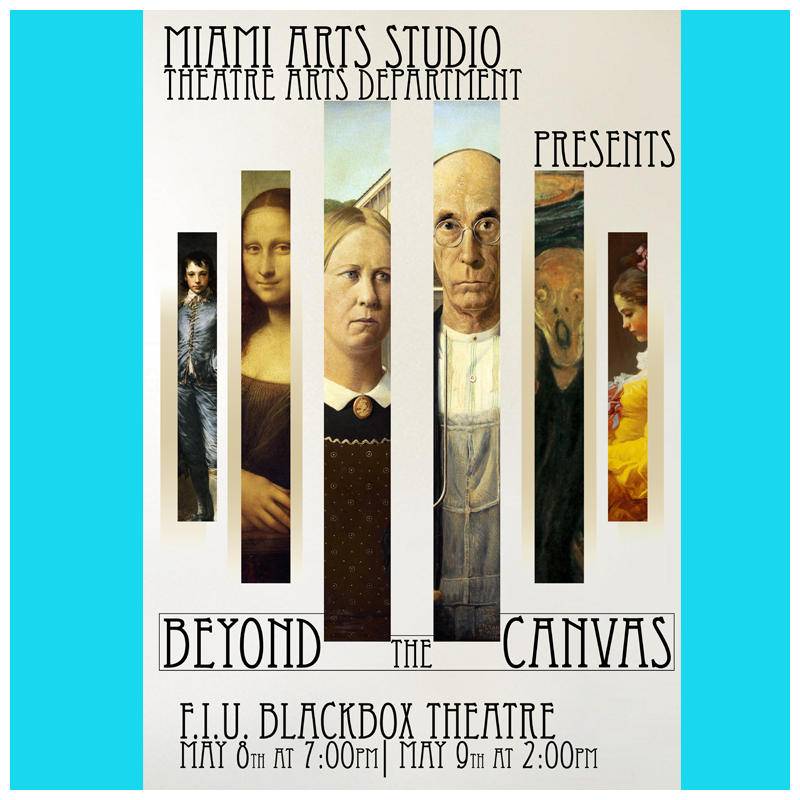 MIAMI ARTS STUDIO
THEATRE ARTS DEPARTMENT
PRESENTS
BEYOND THE CANVAS
F.I.U. BLACKBOX THEATRE
MAY 8TH AT 7:00PM| MAY 9TH AT 2:00PM